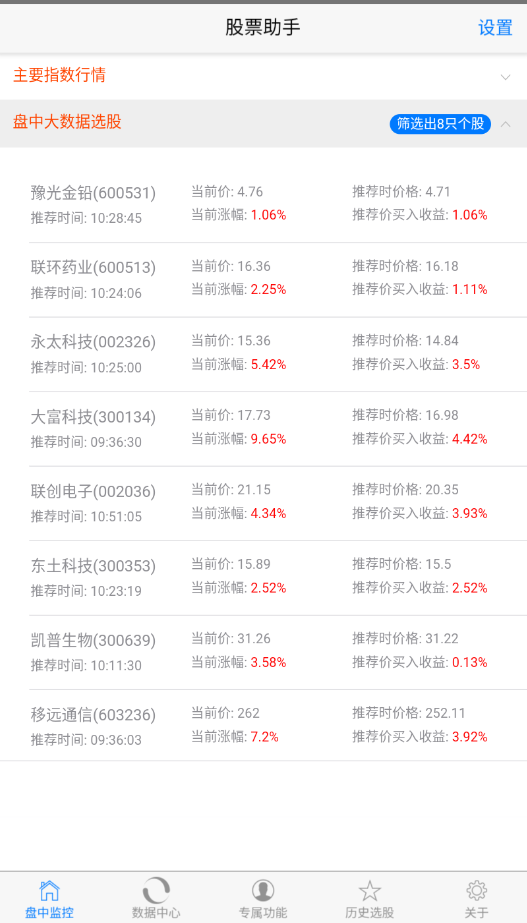 股票助手 设置
主要指数行情
盘中大数据选股 筛选出8只个股
豫光金铅(600531) 当前价: 4.76 推荐时价格: 4.71
推荐时间: 10:28:45 当前涨幅: 1.06% 推荐价买入收益: 1.06%
联环药业(600513) 当前价: 16.36 推荐时价格: 16.18
推荐时间: 10:24:06 当前涨幅: 2.25% 推荐价买入收益: 1.11%
永太科技(002326) 当前价: 15.36 推荐时价格: 14.84
推荐时间: 10:25:00 当前涨幅: 5.42% 推荐价买入收益: 3.5%
大富科技(300134) 当前价: 17.73 推荐时价格: 16.98
推荐时间: 09:36:30 当前涨幅: 9.65% 推荐价买入收益: 4.42%
联创电子(002036) 当前价: 21.15 推荐时价格: 20.35
推荐时间: 10:51:05 当前涨幅: 4.34% 推荐价买入收益: 3.93%
东土科技(300353) 当前价: 15.89 推荐时价格: 15.5
推荐时间: 10:23:19 当前涨幅: 2.52% 推荐价买入收益: 2.52%
凯普生物(300639) 当前价: 31.26 推荐时价格: 31.22
推荐时间: 10:11:30 当前涨幅: 3.58% 推荐价买入收益: 0.13%
移远通信(603236) 当前价: 262 推荐时价格: 252.11
推荐时间: 09:36:03 当前涨幅: 7.2% 推荐价买入收益: 3.92%
盘中监控 数据中心 专属功能 历史选股 关于